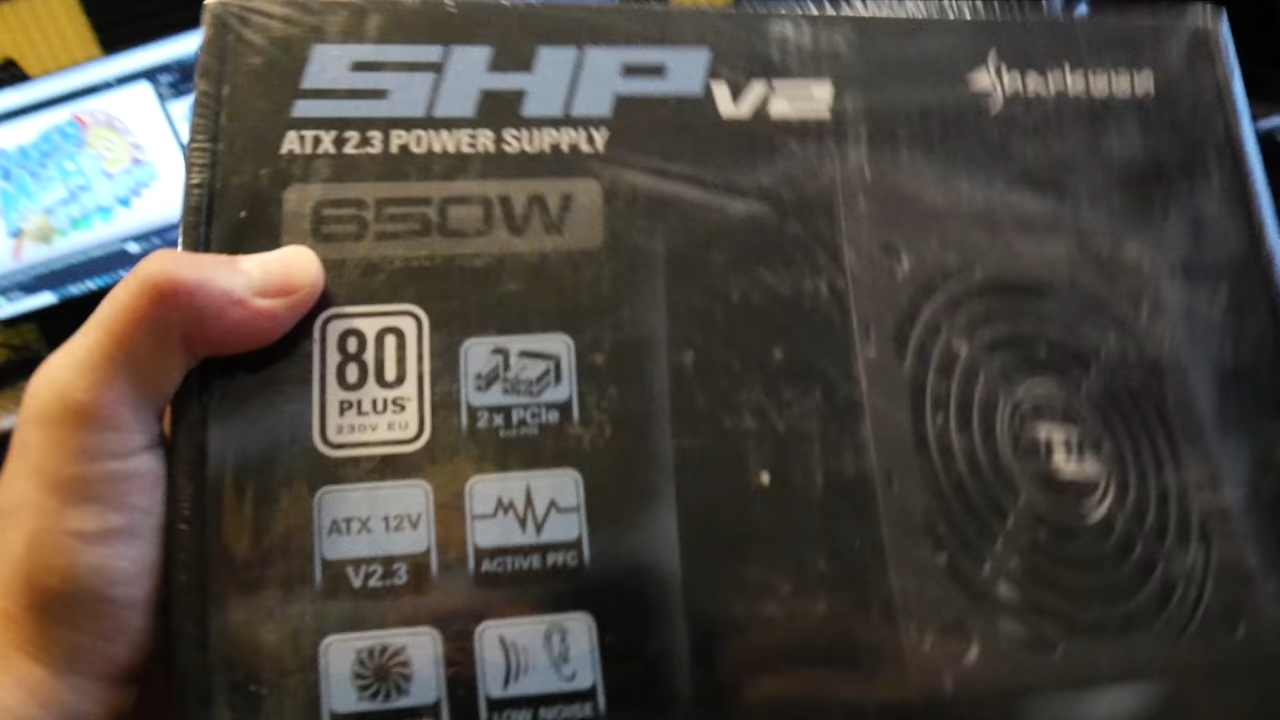 SHP V2
SHARKOON
ATX 2.3 POWER SUPPLY
650W
80
PLUS
230V EU
2x PCIe
ATX 12V
V2.3
ACTIVE PFC
LOW NOISE